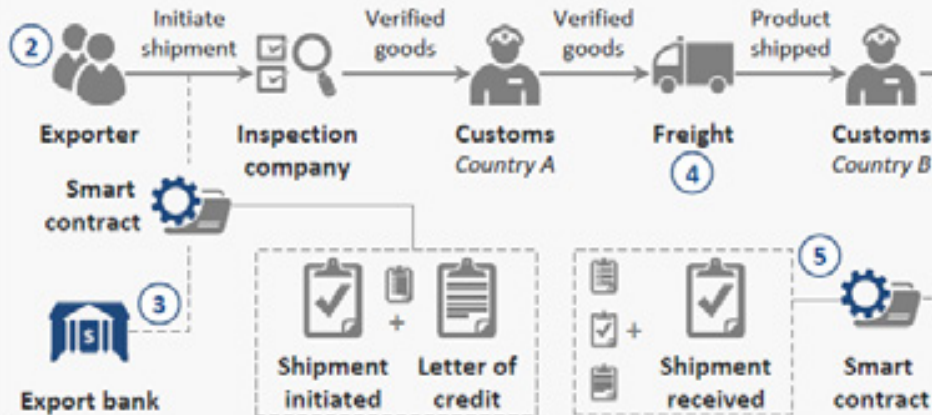 Initiate
shipment
Verified
goods
Verified
goods
Product
shipped
2
Exporter
Inspection
company
Customs
Country A
Freight
4
Customs
Country B
Smart
contract
3
S
Export bank
Shipment
initiated
+
Letter of
credit
5
+
Shipment
received
Smart
contract